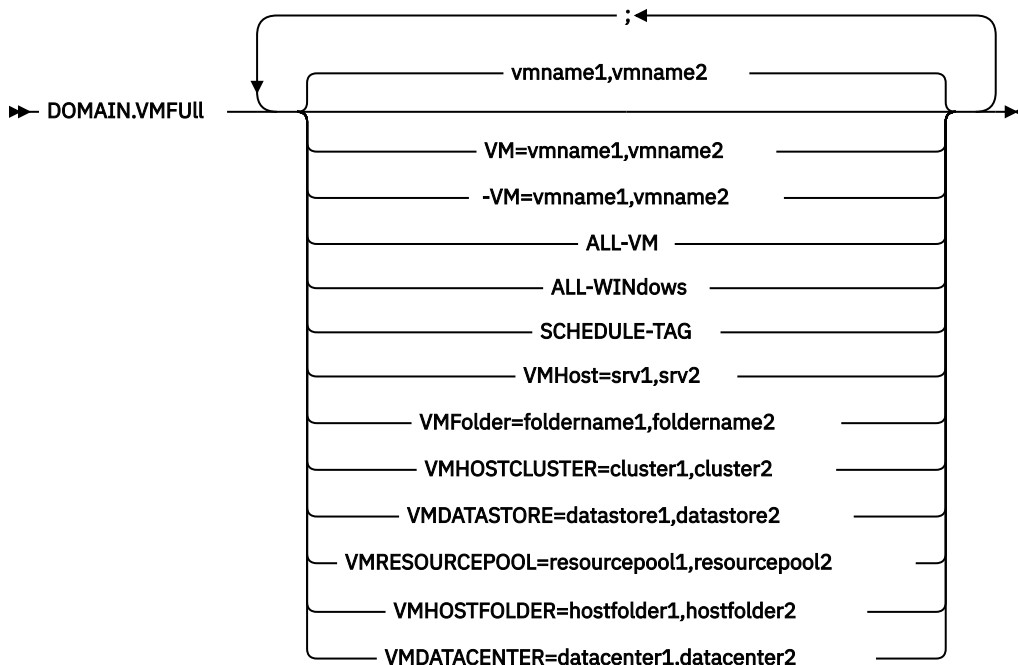 ;
vmname1,vmname2
DOMAIN.VMFUll
VM=vmname1,vmname2
-VM=vmname1,vmname2
ALL-VM
ALL-WINdows
SCHEDULE-TAG
VMHost=srv1,srv2
VMFolder=foldername1,foldername2
VMHOSTCLUSTER=cluster1,cluster2
VMDATASTORE=datastore1,datastore2
VMRESOURCEPOOL=resourcepool1,resourcepool2
VMHOSTFOLDER=hostfolder1,hostfolder2
VMDATACENTER=datacenter1,datacenter2